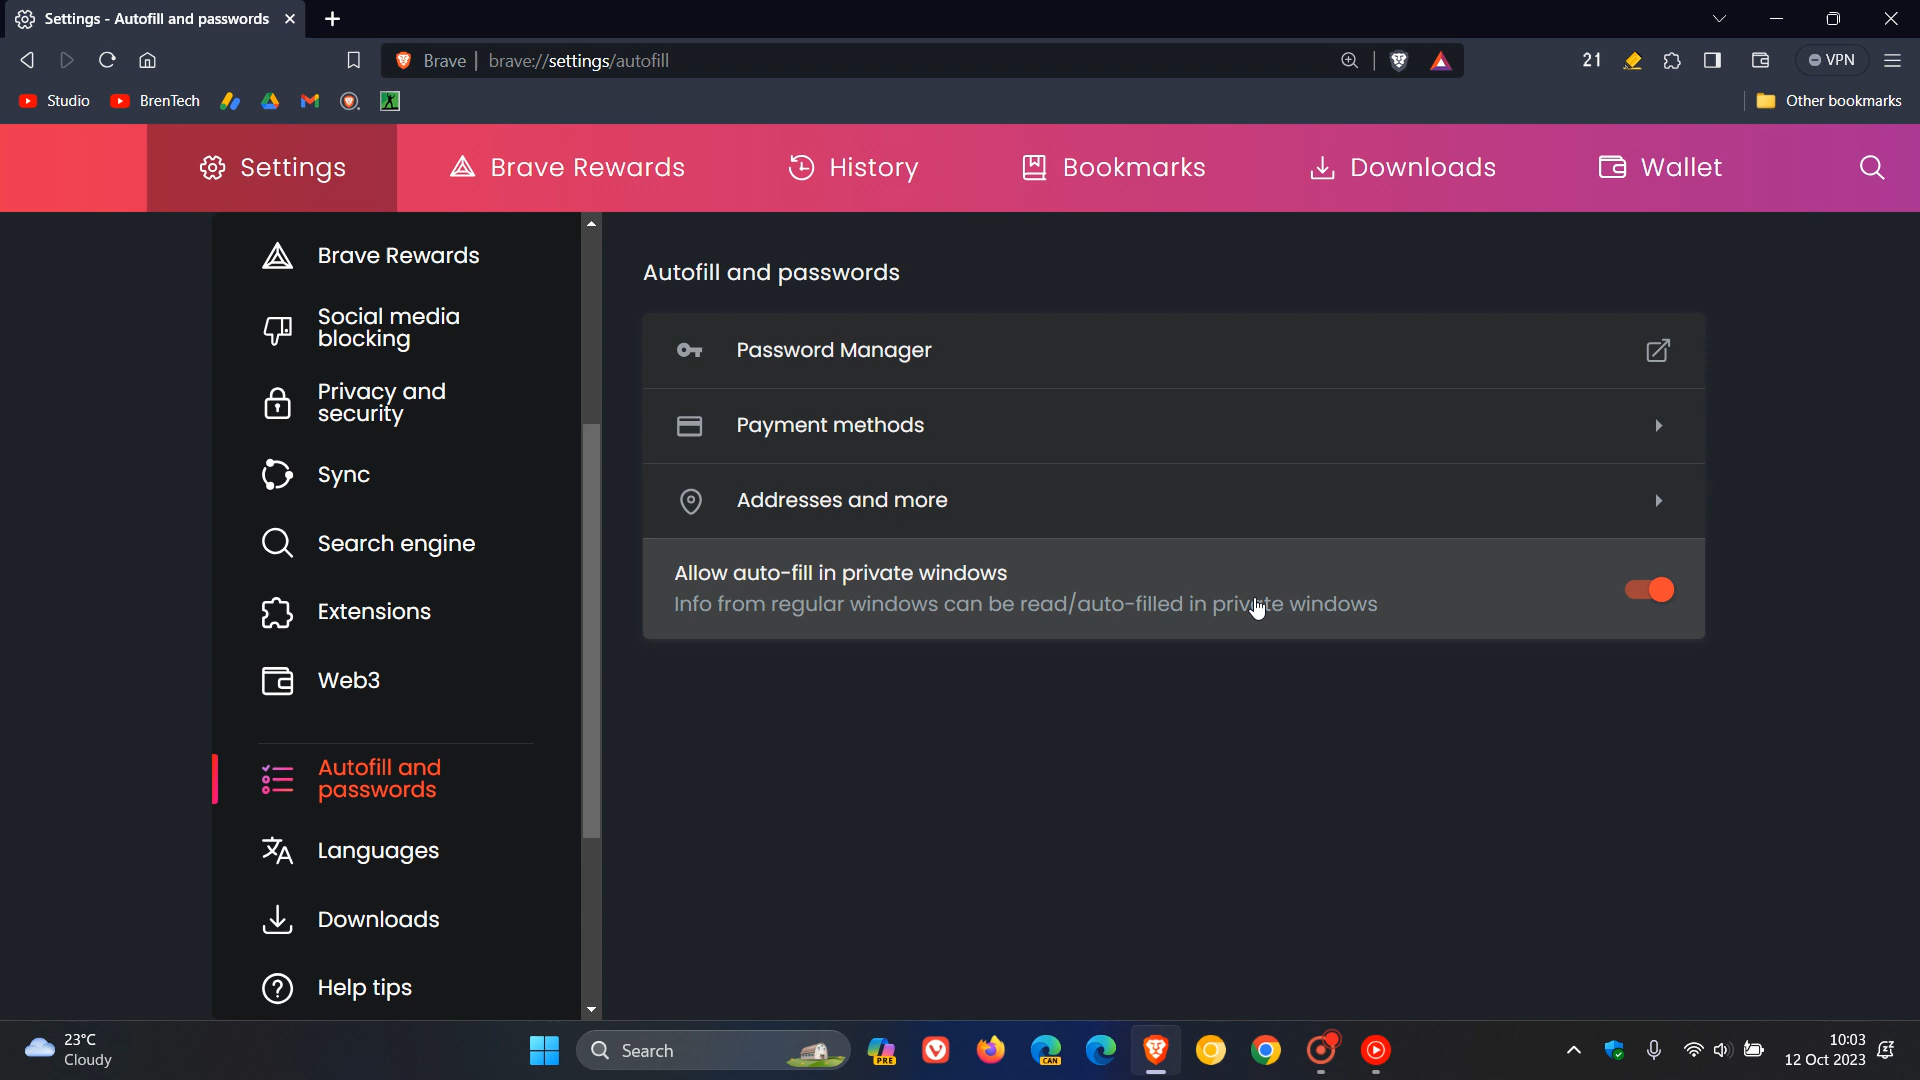 Settings - Autofill and passwords
Brave | brave://settings/autofill
21
VPN
Studio
BrenTech
Other bookmarks
Settings
Brave Rewards
History
Bookmarks
Downloads
Wallet
Brave Rewards
Social media
blocking
Privacy and
security
Sync
Search engine
Extensions
Web3
Autofill and
passwords
Languages
Downloads
Help tips
Autofill and passwords
Password Manager
Payment methods
Addresses and more
Allow auto-fill in private windows
Info from regular windows can be read/auto-filled in private windows
23°C
Cloudy
Search
PRE
CAN
10:03
12 Oct 2023